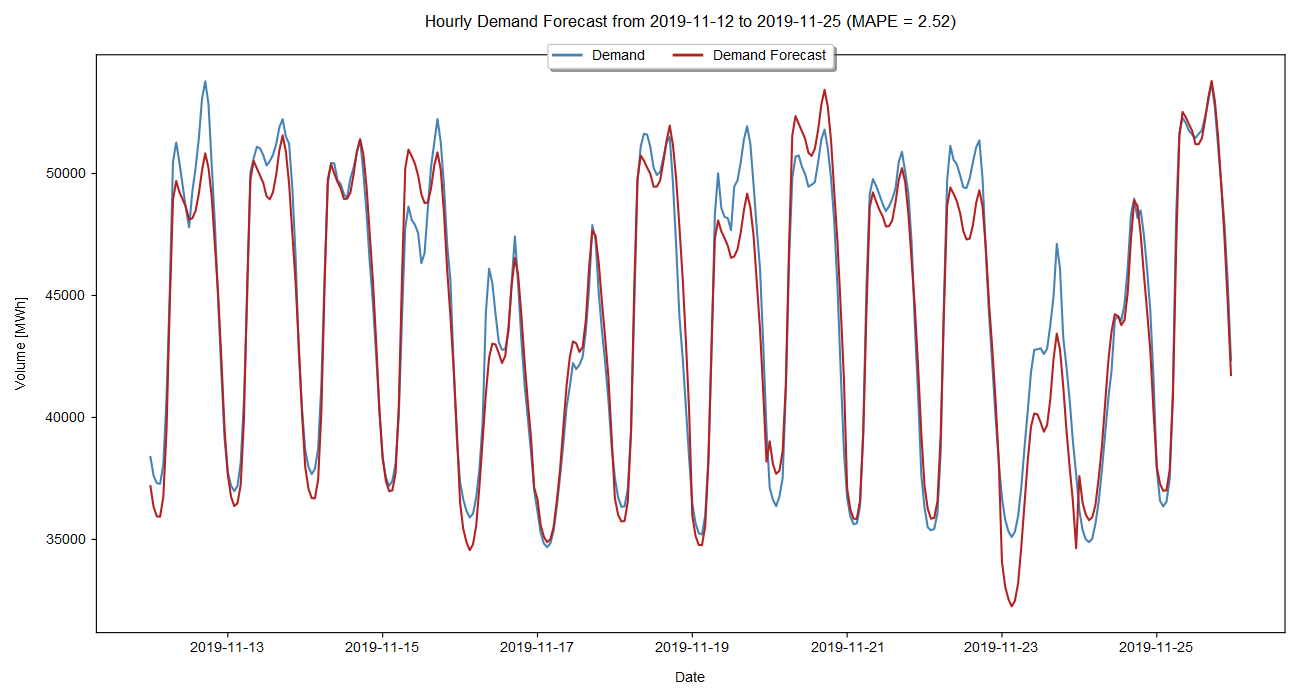 Hourly Demand Forecast from 2019-11-12 to 2019-11-25 (MAPE = 2.52)
Demand Demand Forecast
50000
45000
40000
35000
Volume [MWh]
2019-11-13 2019-11-15 2019-11-17 2019-11-19 2019-11-21 2019-11-23 2019-11-25
Date